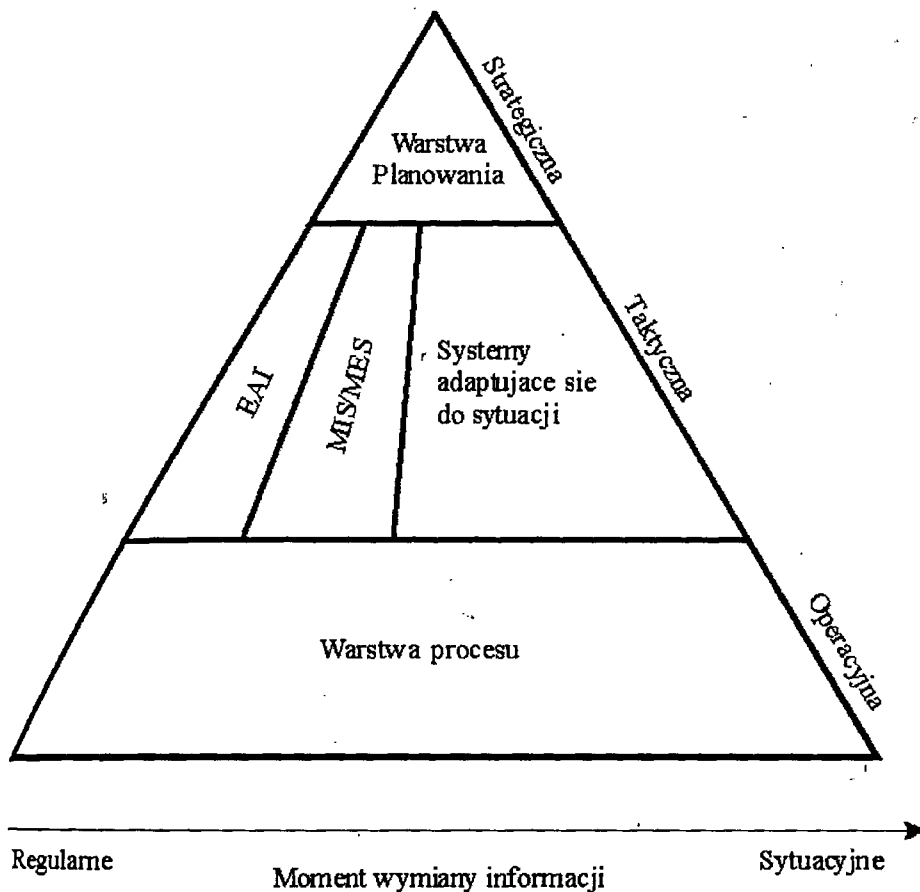 Strategiczna
Warstwa
Planowania
Taktyczna
EAI
MIS/MES
Systemy
adaptujace sie
do sytuacji
Operacyjna
Warstwa procesu
Regularne
Sytuacyjne
Moment wymiany informacji